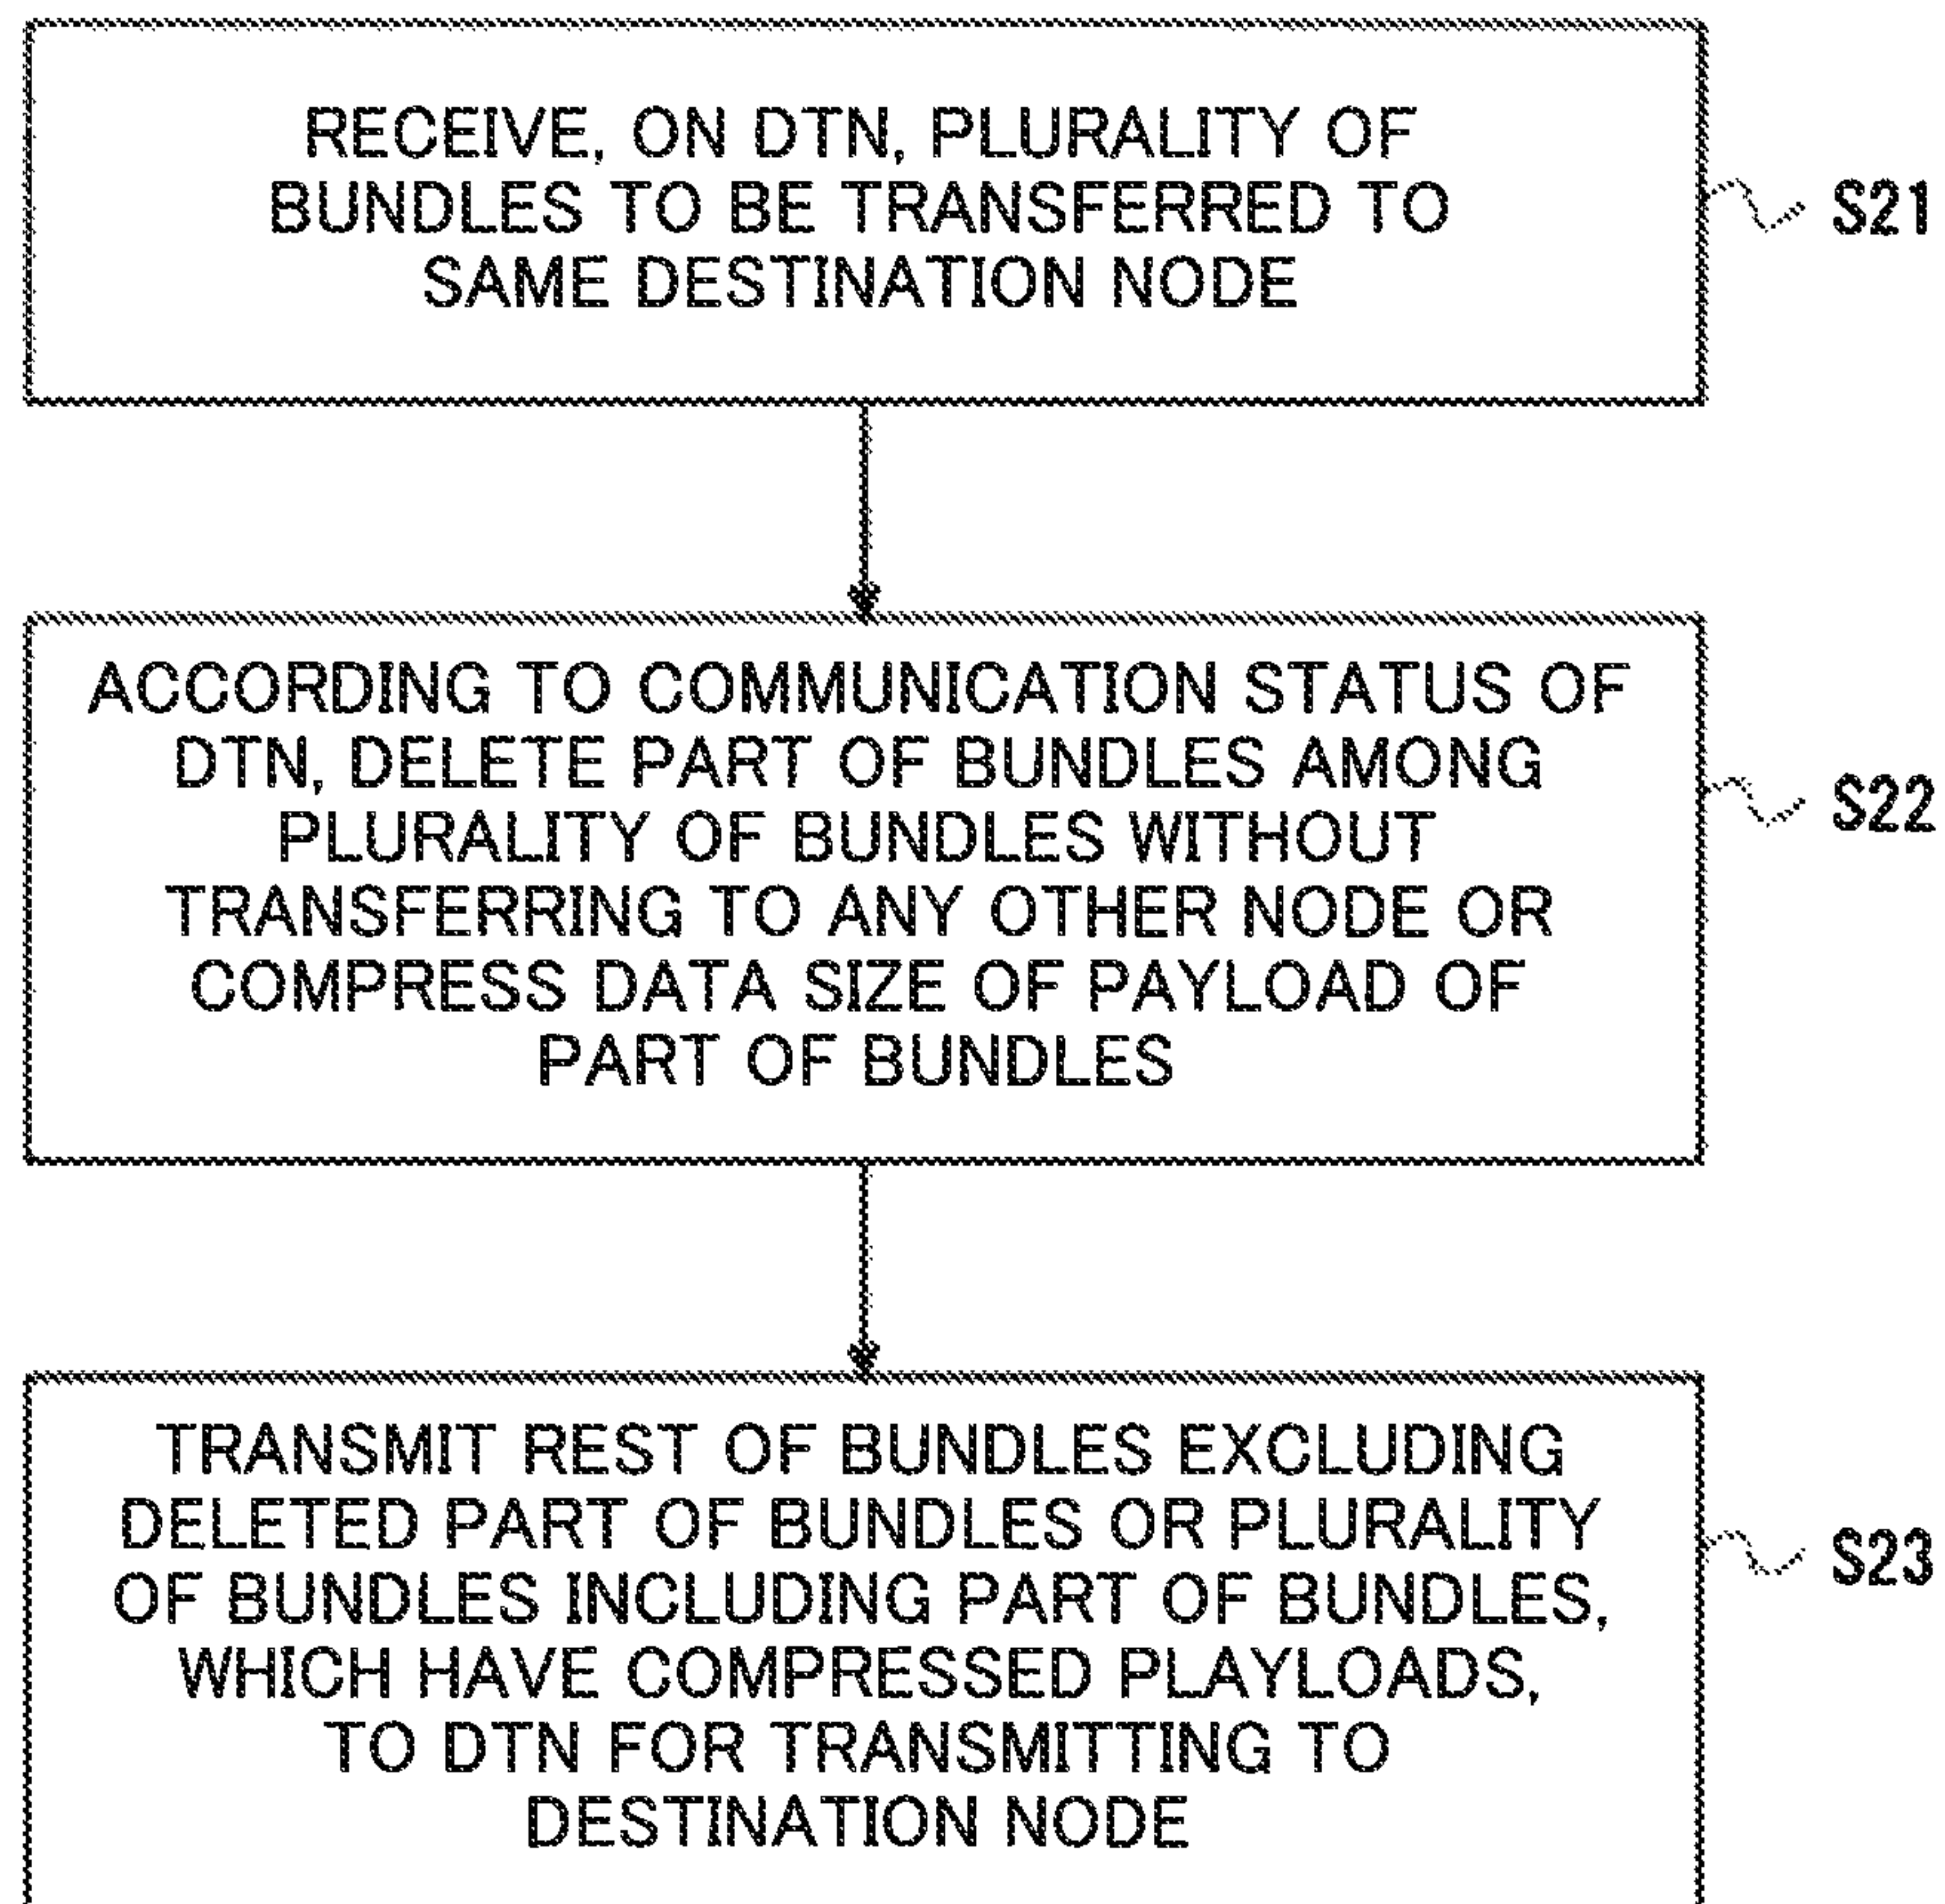 RECEIVE, ON DTN, PLURALITY OF
BUNDLES TO BE TRANSFERRED TO
SAME DESTINATION NODE
S21
ACCORDING TO COMMUNICATION STATUS OF
DTN, DELETE PART OF BUNDLES AMONG
PLURALITY OF BUNDLES WITHOUT
TRANSFERRING TO ANY OTHER NODE OR
COMPRESS DATA SIZE OF PAYLOAD OF
PART OF BUNDLES
S22
TRANSMIT REST OF BUNDLES EXCLUDING
DELETED PART OF BUNDLES OR PLURALITY
OF BUNDLES INCLUDING PART OF BUNDLES,
WHICH HAVE COMPRESSED PLAYLOADS,
TO DTN FOR TRANSMITTING TO
DESTINATION NODE
S23